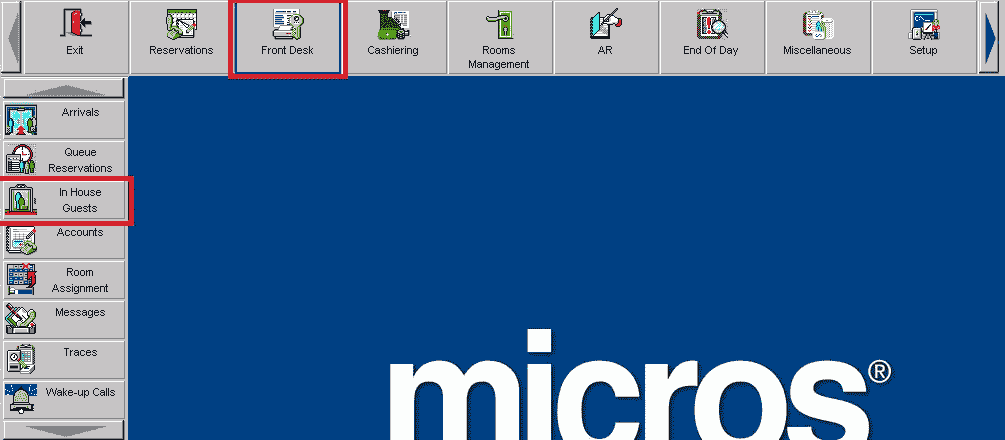 Exit
Reservations
Front Desk
Cashiering
Rooms
Management
AR
End Of Day
Miscellaneous
Setup
Arrivals
Queue
Reservations
In House
Guests
Accounts
Room
Assignment
Messages
Traces
Wake-up Calls
micros®